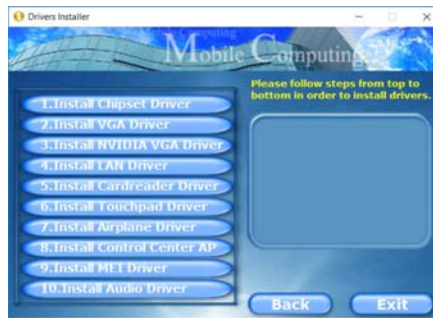 Drivers Installer
Mobile Computing
Mobile Computing
Please follow steps from top to
bottom in order to install drivers.
1.Install Chipset Driver
2.Install VGA Driver
3.Install NVIDIA VGA Driver
4.Install LAN Driver
5.Install Cardreader Driver
6.Install Touchpad Driver
7.Install Airplane Driver
8.Install Control Center AP
9.Install MEI Driver
10.Install Audio Driver
Back
Exit